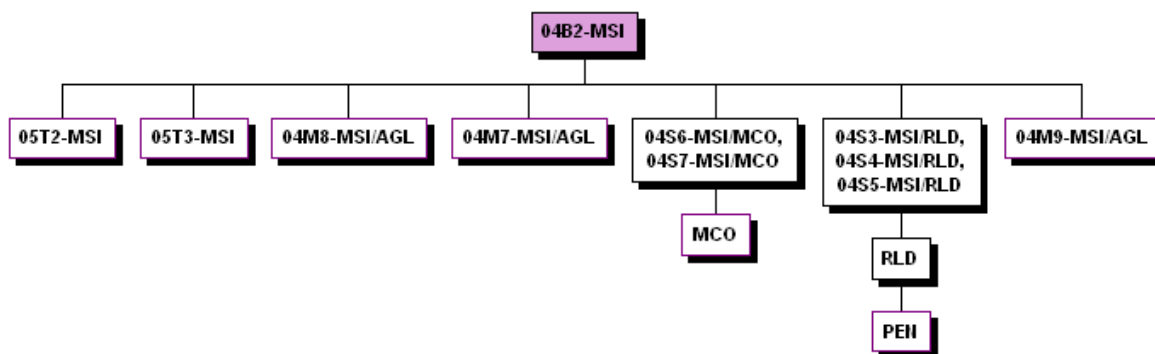 04B2-MSI
05T2-MSI
05T3-MSI
04M8-MSI/AGL
04M7-MSI/AGL
04S6-MSI/MCO,
04S7-MSI/MCO
04S3-MSI/RLD,
04S4-MSI/RLD,
04S5-MSI/RLD
04M9-MSI/AGL
MCO
RLD
PEN